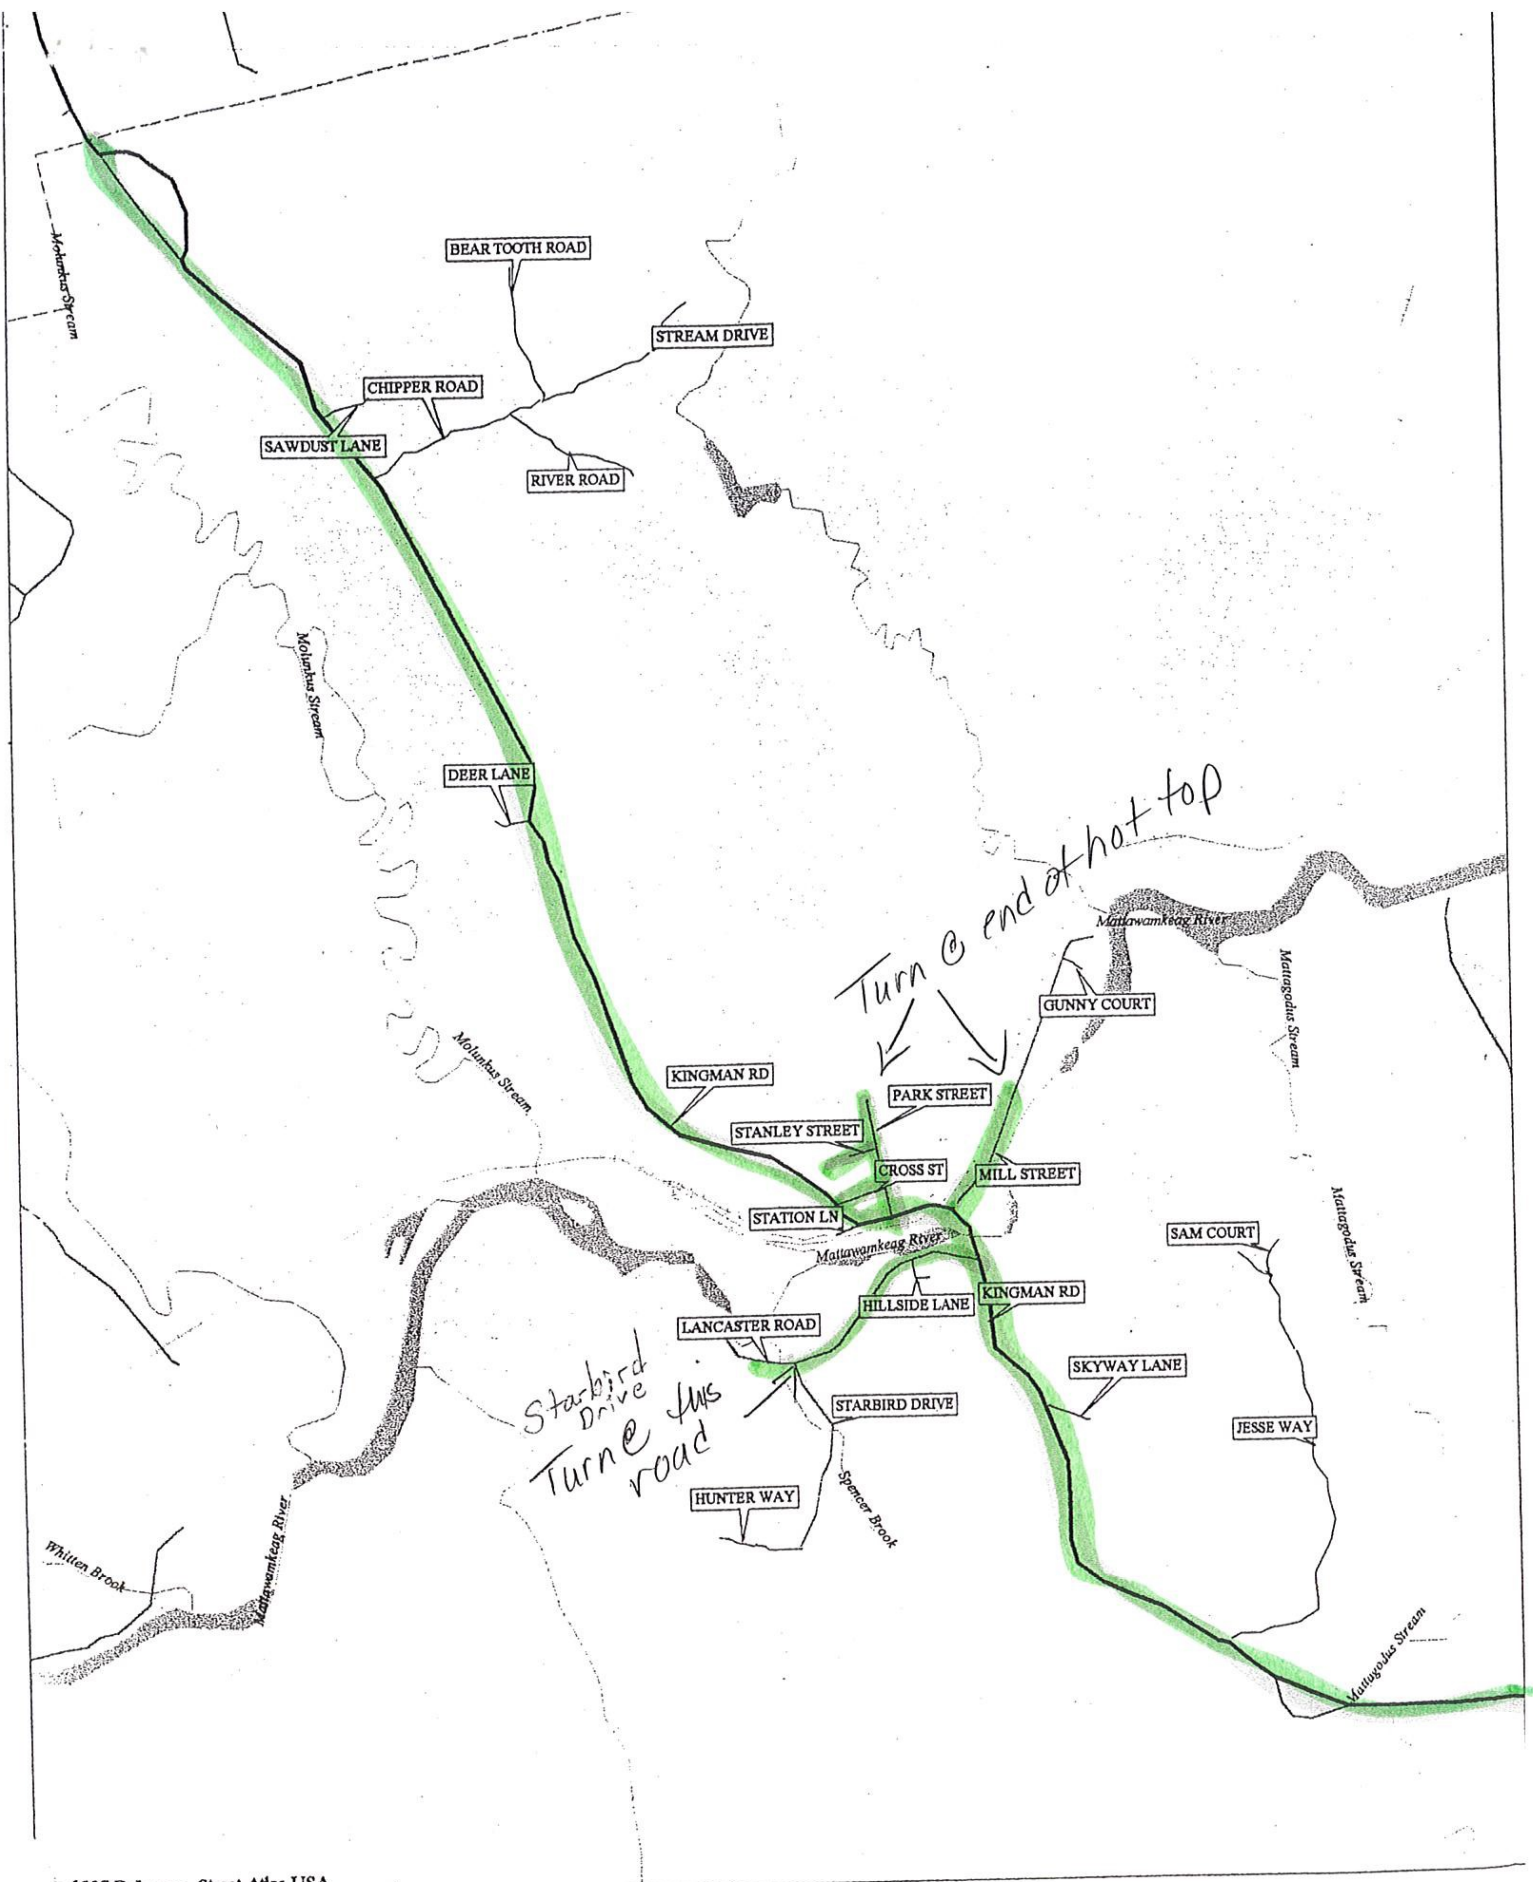 Molunkus Stream
BEAR TOOTH ROAD
STREAM DRIVE
CHIPPER ROAD
SAWDUST LANE
RIVER ROAD
Molunkus Stream
DEER LANE
Turn @ end of hot top
Mattawamkeag River
Mattagodus Stream
GUNNY COURT
Molunkus Stream
KINGMAN RD
PARK STREET
STANLEY STREET
CROSS ST
MILL STREET
STATION LN
Mattawamkeag River
Mattagodus Stream
SAM COURT
KINGMAN RD
HILLSIDE LANE
LANCASTER ROAD
SKYWAY LANE
Starbird
Drive
Turn @ this
road
STARBIRD DRIVE
JESSE WAY
HUNTER WAY
Spencer Brook
Mattawamkeag River
Whitten Brook
Mattagodus Stream
Street Atlas USA